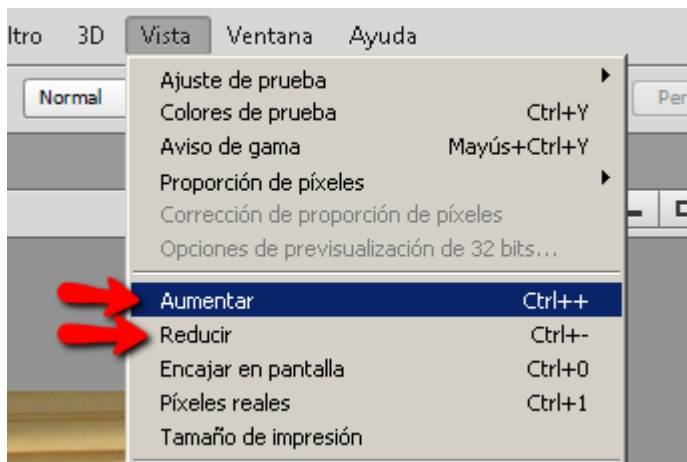 3D Vista Ventana Ayuda
Normal
Ajuste de prueba
Colores de prueba Ctrl+Y
Aviso de gama Mayús+Ctrl+Y
Proporción de píxeles
Corrección de proporción de píxeles
Opciones de previsualización de 32 bits...
Aumentar Ctrl++
Reducir Ctrl+-
Encajar en pantalla Ctrl+0
Píxeles reales Ctrl+1
Tamaño de impresión